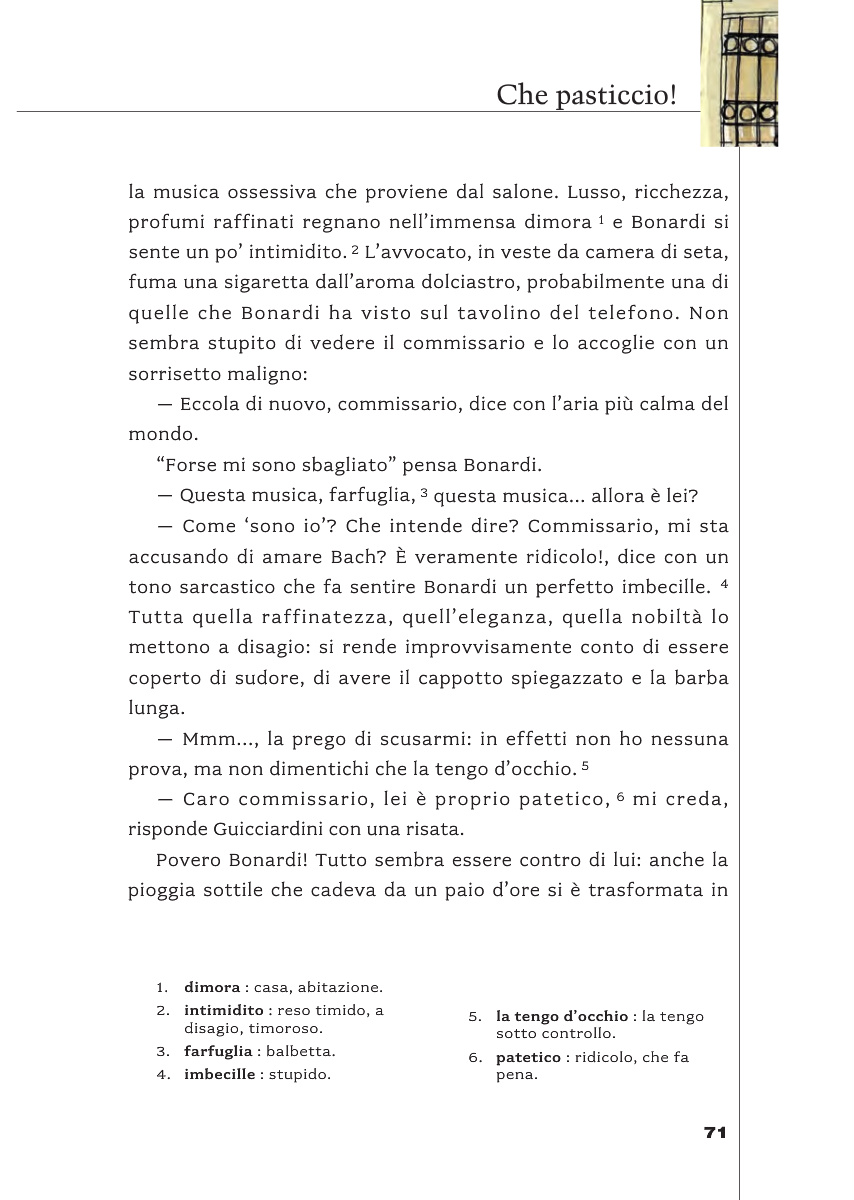 Che pasticcio!
la musica ossessiva che proviene dal salone. Lusso, ricchezza,
profumi raffinati regnano nell’immensa dimora 1 e Bonardi si
sente un po’ intimidito. 2 L’avvocato, in veste da camera di seta,
fuma una sigaretta dall’aroma dolciastro, probabilmente una di
quelle che Bonardi ha visto sul tavolino del telefono. Non
sembra stupito di vedere il commissario e lo accoglie con un
sorrisetto maligno:
— Eccola di nuovo, commissario, dice con l’aria più calma del
mondo.
“Forse mi sono sbagliato” pensa Bonardi.
— Questa musica, farfuglia, 3 questa musica... allora è lei?
— Come ‘sono io’? Che intende dire? Commissario, mi sta
accusando di amare Bach? È veramente ridicolo!, dice con un
tono sarcastico che fa sentire Bonardi un perfetto imbecille. 4
Tutta quella raffinatezza, quell’eleganza, quella nobiltà lo
mettono a disagio: si rende improvvisamente conto di essere
coperto di sudore, di avere il cappotto spiegazzato e la barba
lunga.
— Mmm..., la prego di scusarmi: in effetti non ho nessuna
prova, ma non dimentichi che la tengo d’occhio. 5
— Caro commissario, lei è proprio patetico, 6 mi creda,
risponde Guicciardini con una risata.
Povero Bonardi! Tutto sembra essere contro di lui: anche la
pioggia sottile che cadeva da un paio d’ore si è trasformata in
1. dimora : casa, abitazione.
2. intimidito : reso timido, a
disagio, timoroso.
3. farfuglia : balbetta.
4. imbecille : stupido.
5. la tengo d’occhio : la tengo
sotto controllo.
6. patetico : ridicolo, che fa
pena.
71